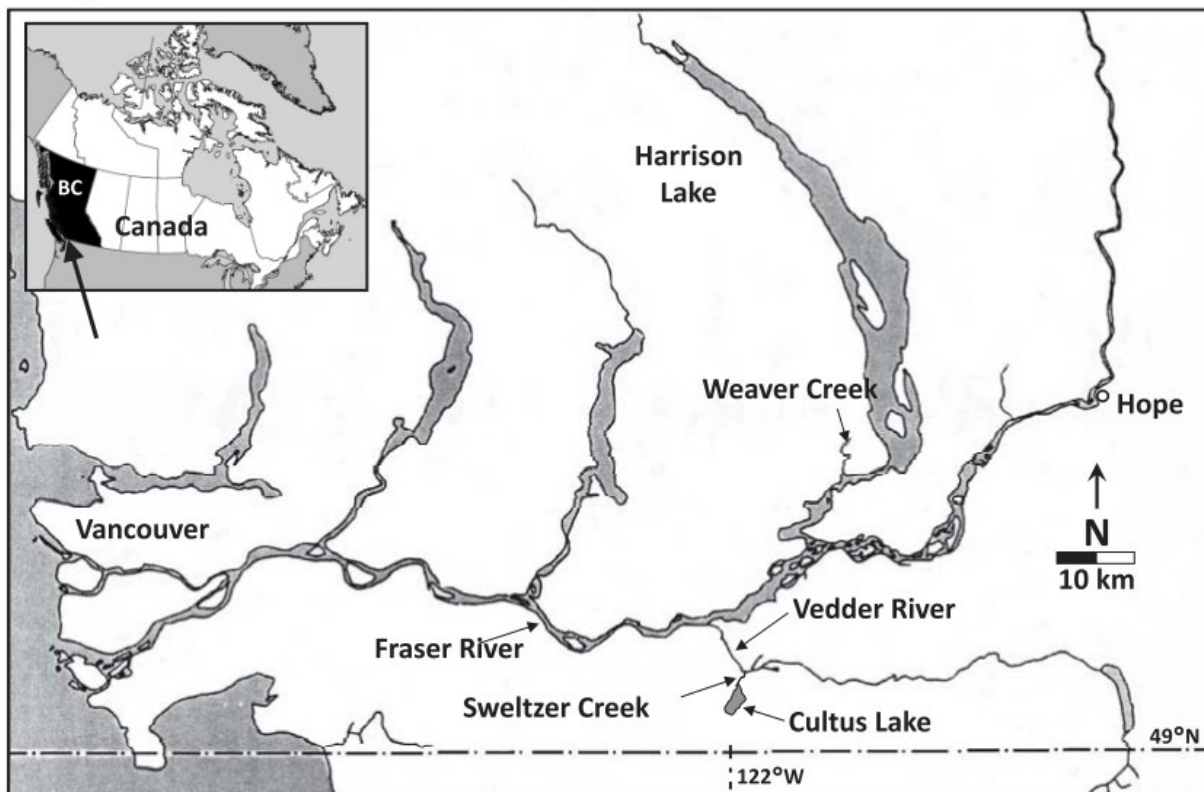 BC
Canada
Harrison
Lake
Weaver Creek
Hope
N
10 km
Vancouver
Fraser River
Vedder River
Sweltzer Creek
Cultus Lake
49°N
122°W